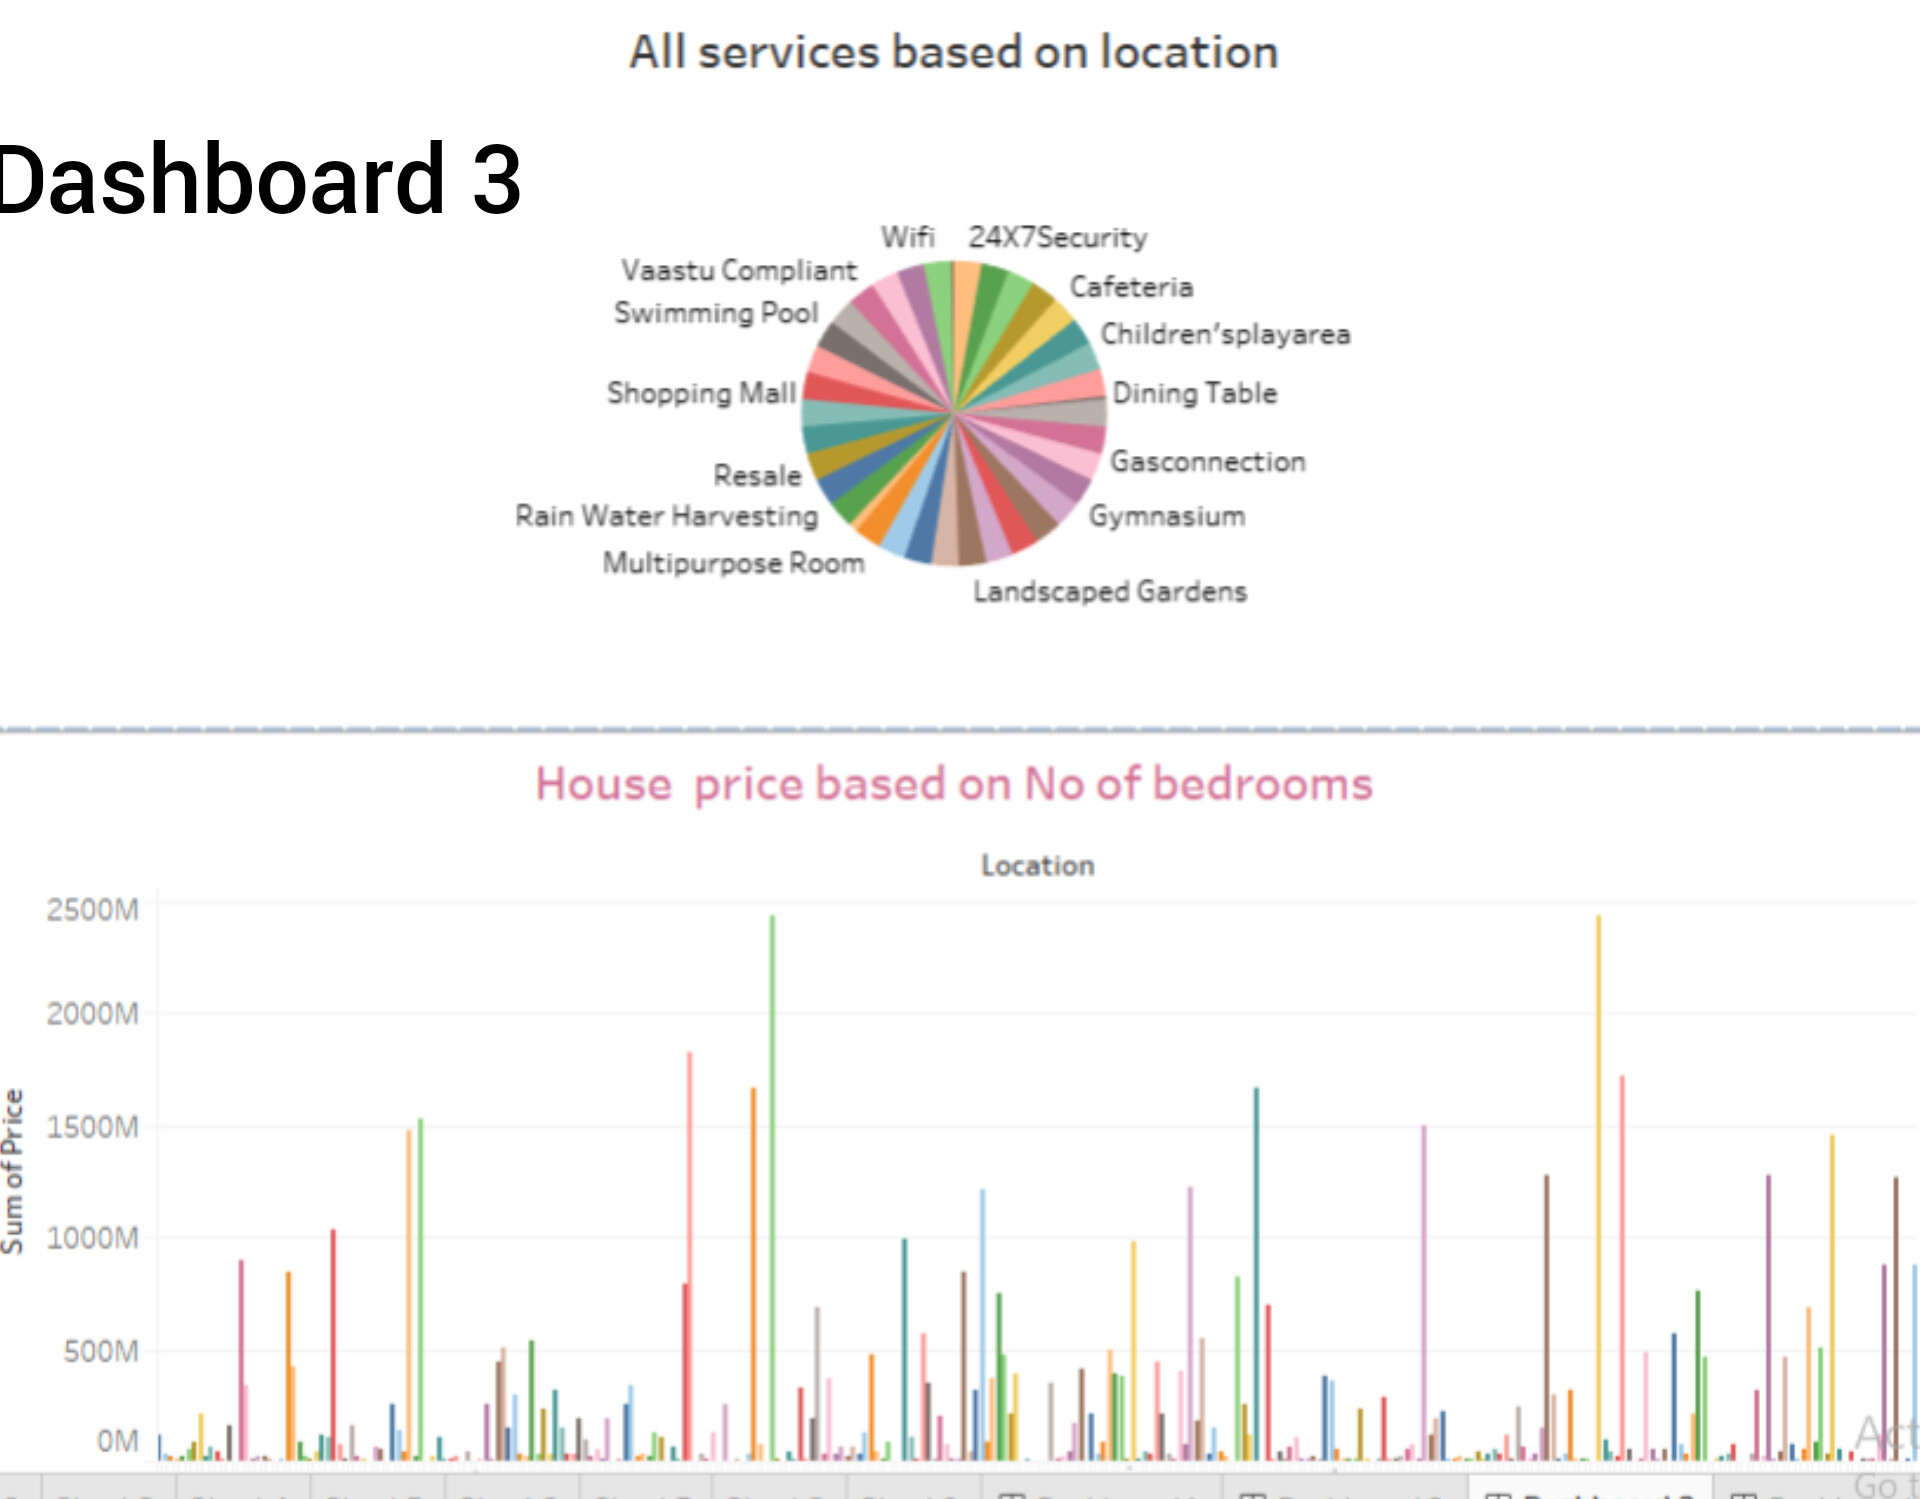 All services based on location
Dashboard 3
Wifi
24X7Security
Vaastu Compliant
Cafeteria
Swimming Pool
Children'splayarea
Shopping Mall
Dining Table
Gasconnection
Resale
Rain Water Harvesting
Gymnasium
Multipurpose Room
Landscaped Gardens
House price based on No of bedrooms
Location
Sum of Price
2500M
2000M
1500M
1000M
500M
0M
Act
Go t